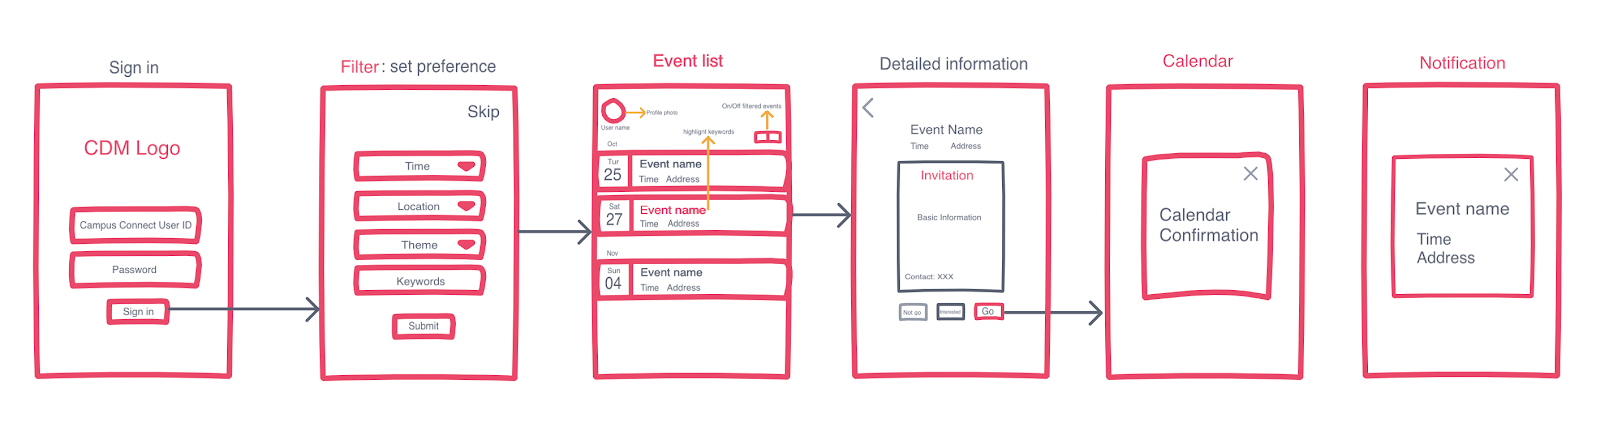 Sign in
CDM Logo
Campus Connect User ID
Password
Sign in
Filter: set preference
Skip
Time
Location
Theme
Keywords
Submit
Event list
Profile photo
User name
On/Off filtered events
highlight keywords
Oct
Tur
25
Event name
Time Address
Sat
27
Event name
Time Address
Nov
Sun
04
Event name
Time Address
Detailed information
Event Name
Time Address
Invitation
Basic Information
Contact: XXX
Not go
Interested
Go
Calendar
Calendar
Confirmation
Notification
Event name
Time
Address